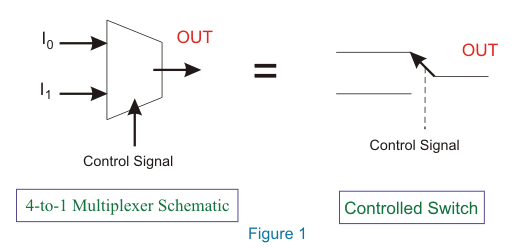 I0
OUT
I1
Control Signal
4-to-1 Multiplexer Schematic
=
OUT
Control Signal
Controlled Switch
Figure 1